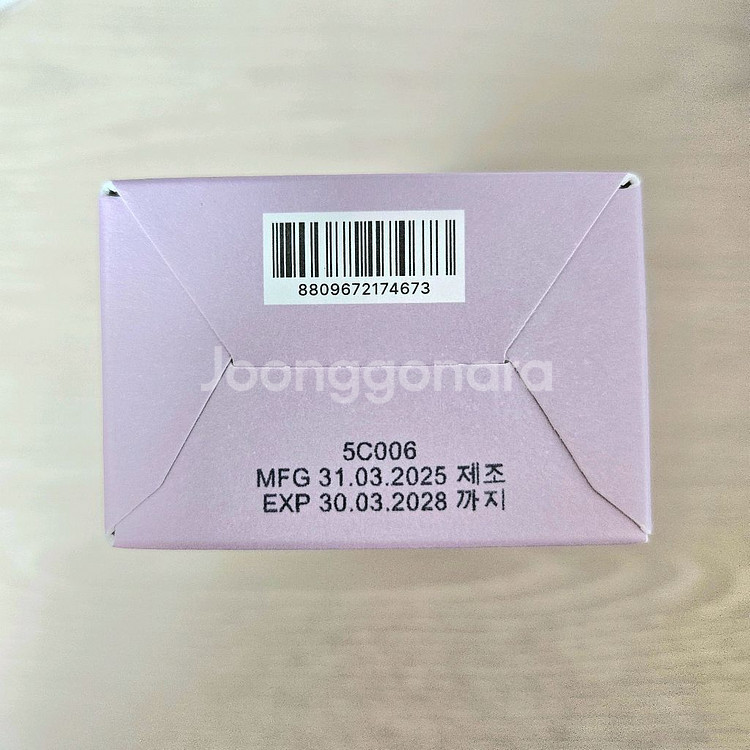 8809672174673
Joonggonara
5C006
MFG 31.03.2025 제조
EXP 30.03.2028 까지